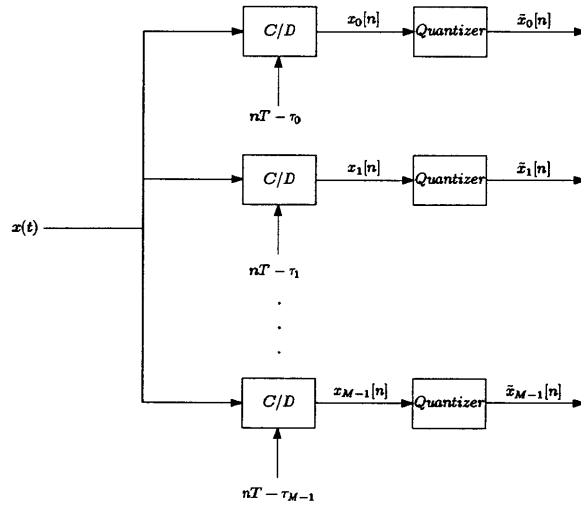 C/D x_0[n] Quantizer x̃_0[n]
nT − τ_0
C/D x_1[n] Quantizer x̃_1[n]
x(t)
nT − τ_1
C/D x_{M−1}[n] Quantizer x̃_{M−1}[n]
nT − τ_{M−1}